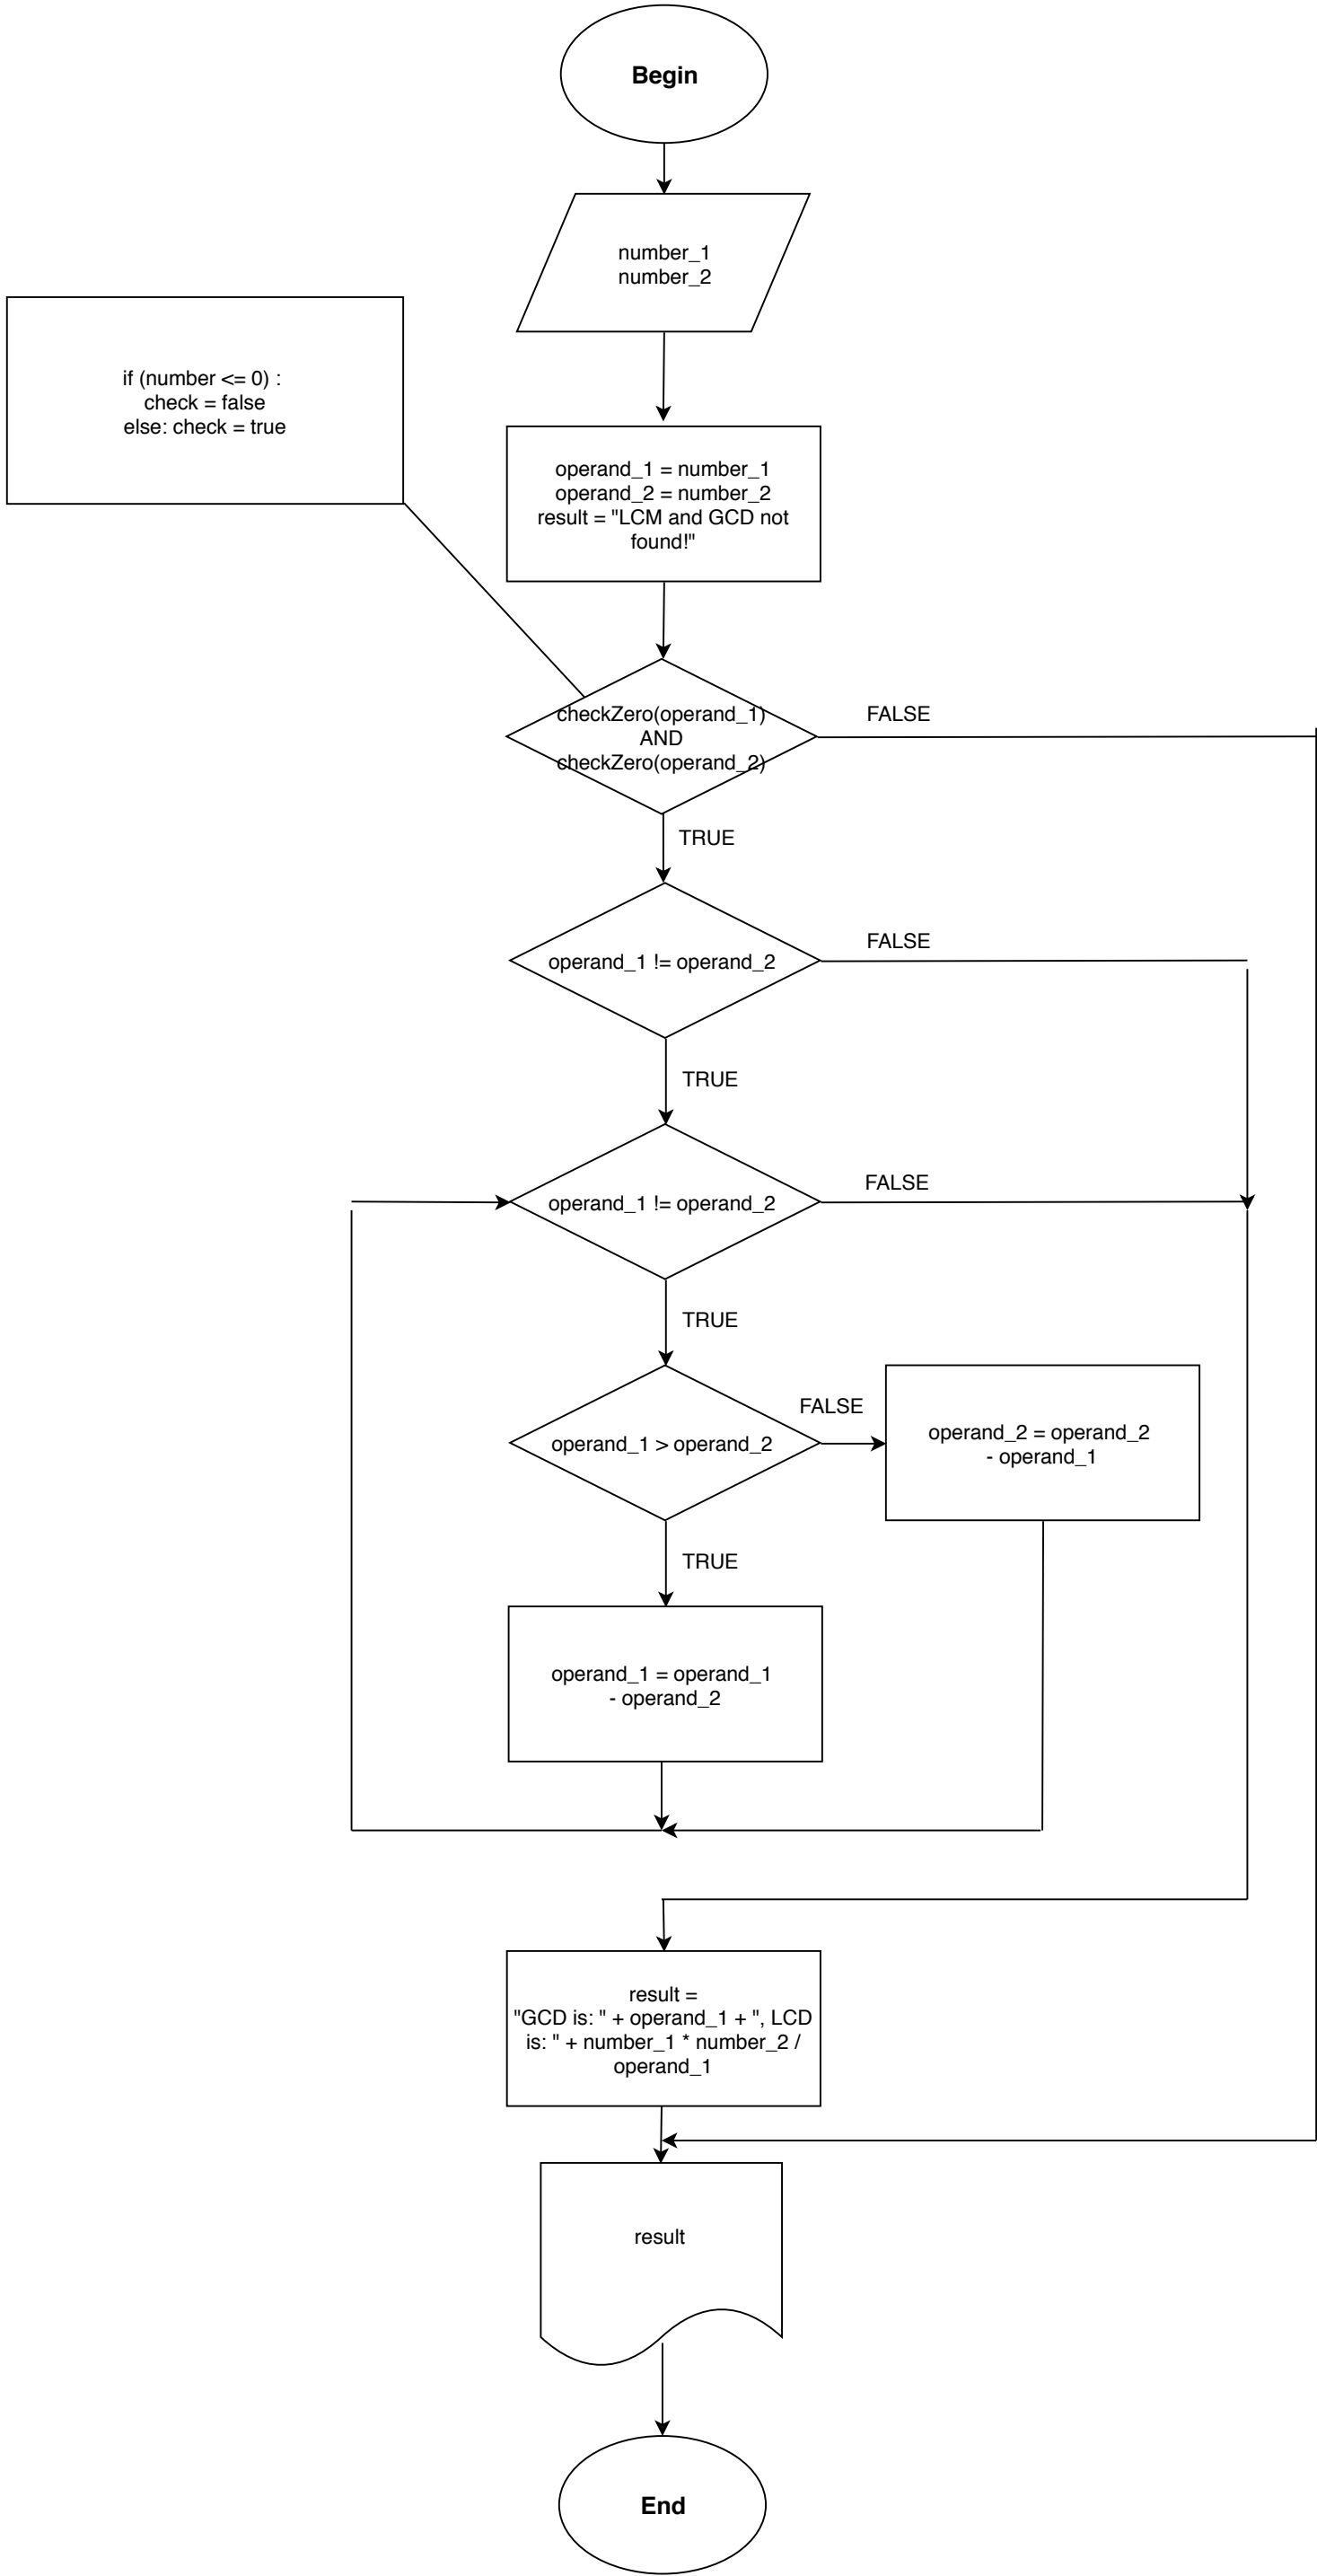 Begin
number_1
number_2
if (number <= 0) :
check = false
else: check = true
operand_1 = number_1
operand_2 = number_2
result = "LCM and GCD not
found!"
checkZero(operand_1)
AND
checkZero(operand_2)
FALSE
TRUE
operand_1 != operand_2
FALSE
TRUE
operand_1 != operand_2
FALSE
TRUE
operand_1 > operand_2
FALSE
operand_2 = operand_2
- operand_1
TRUE
operand_1 = operand_1
- operand_2
result =
"GCD is: " + operand_1 + ", LCD
is: " + number_1 * number_2 /
operand_1
result
End